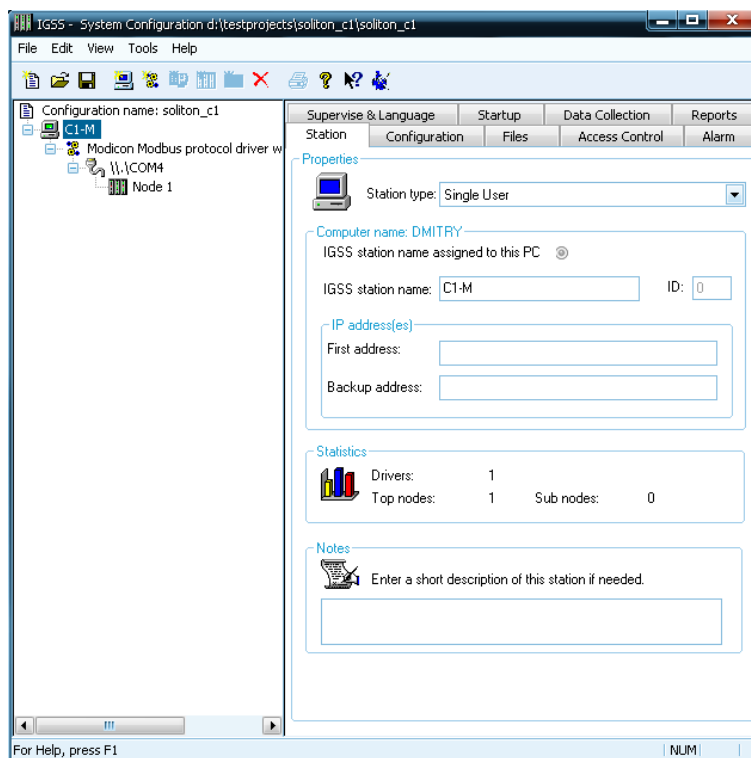 IGSS - System Configuration d:\testprojects\soliton_c1\soliton_c1
File Edit View Tools Help
Configuration name: soliton_c1
C1-M
Modicon Modbus protocol driver w
\\.\COM4
Node 1
Supervise & Language Startup Data Collection Reports
Station Configuration Files Access Control Alarm
Properties
Station type: Single User
Computer name: DMITRY
IGSS station name assigned to this PC
IGSS station name: C1-M ID: 0
IP address(es)
First address:
Backup address:
Statistics
Drivers: 1
Top nodes: 1 Sub nodes: 0
Notes
Enter a short description of this station if needed.
For Help, press F1 NUM